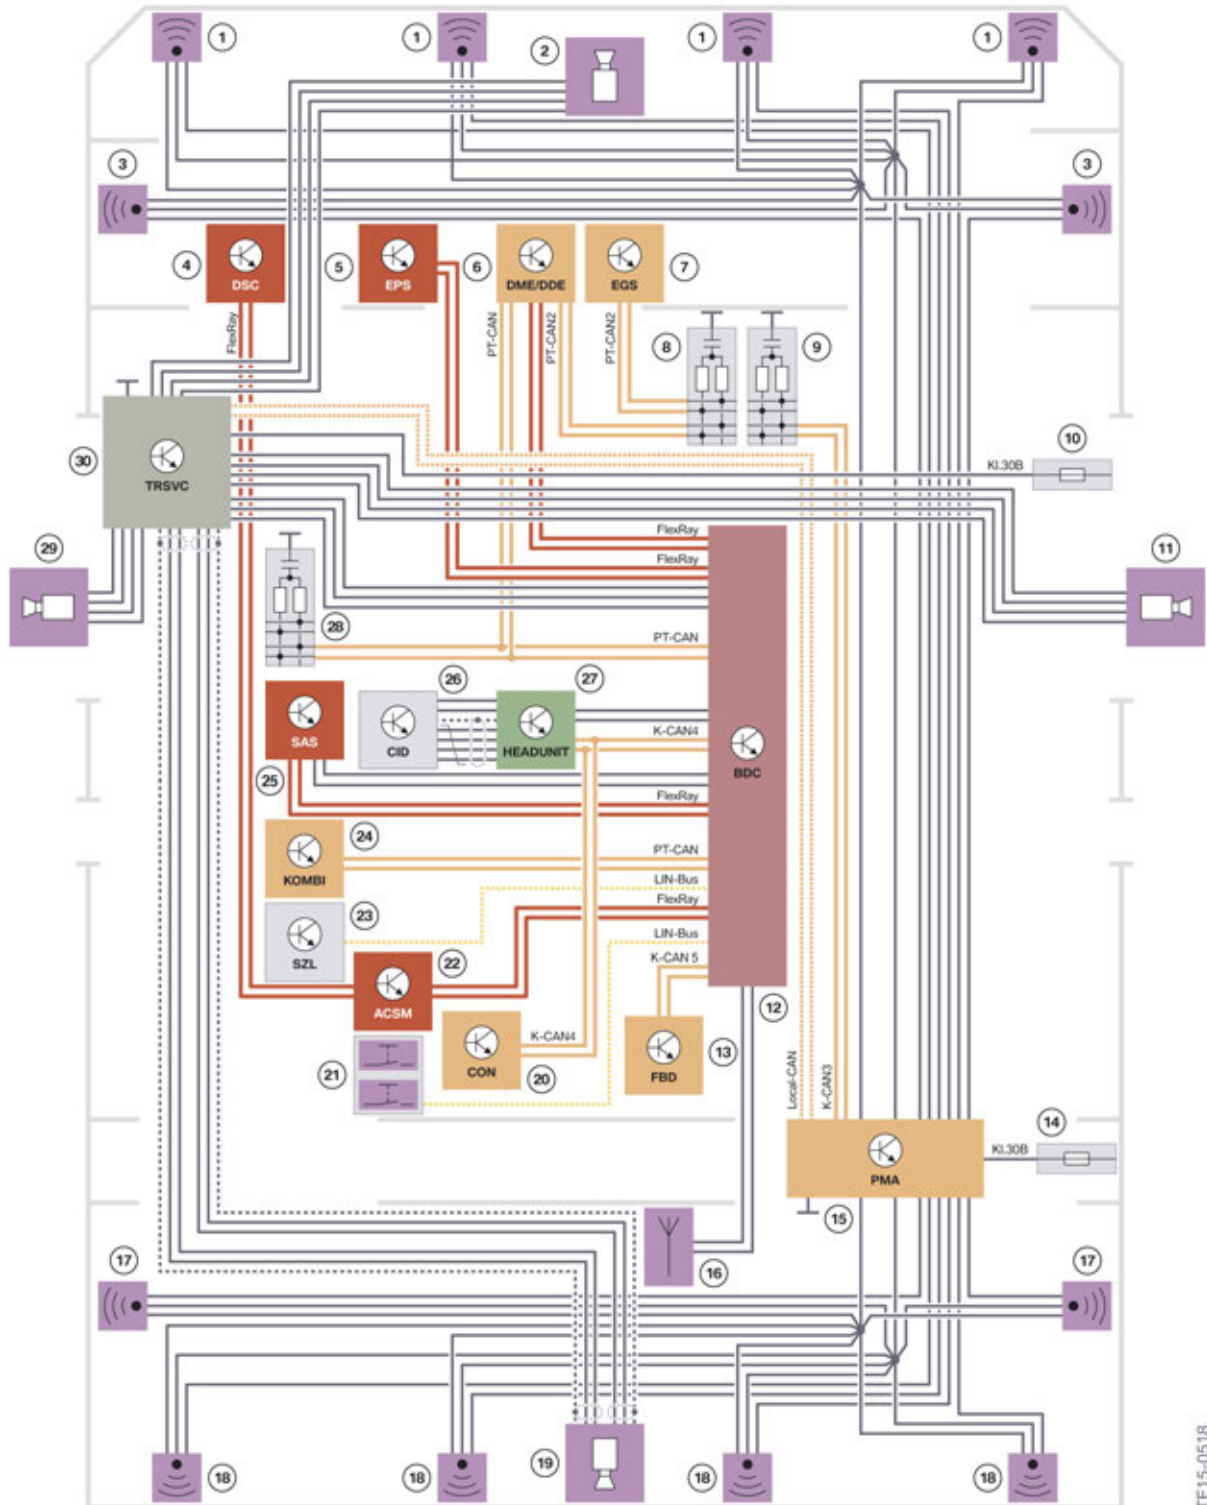 1
1
1
1
2
3
3
4
DSC
5
EPS
6
DME/DDE
EGS
7
FlexRay
PT-CAN
PT-CAN2
PT-CAN2
8
9
10
Kl.30B
30
TRSVC
29
11
FlexRay
FlexRay
28
PT-CAN
26
27
SAS
CID
HEADUNIT
K-CAN4
BDC
25
FlexRay
24
KOMBI
PT-CAN
LIN-Bus
23
FlexRay
SZL
LIN-Bus
22
K-CAN 5
ACSM
12
21
CON
K-CAN4
20
FBD
13
Local-CAN
K-CAN3
14
Kl.30B
PMA
15
16
17
17
18
18
19
18
18
TE15-0518